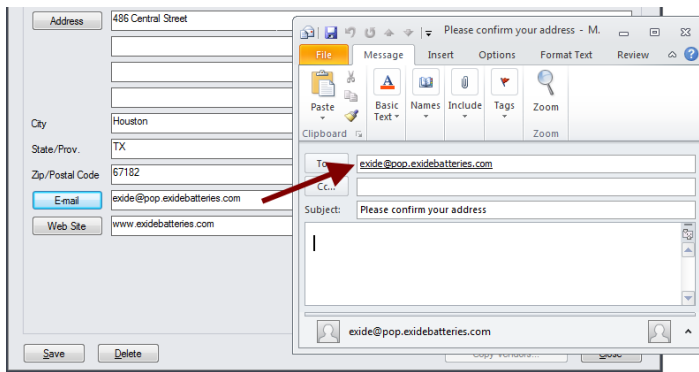 Address
486 Central Street
City
Houston
State/Prov.
TX
Zip/Postal Code
67182
E-mail
exide@pop.exidebatteries.com
Web Site
www.exidebatteries.com
Save
Delete
Close
Please confirm your address - M.
File Message Insert Options Format Text Review
Paste
Basic Text
Names
Include
Tags
Zoom
Clipboard
Zoom
To...
exide@pop.exidebatteries.com
Cc...
Subject:
Please confirm your address
exide@pop.exidebatteries.com